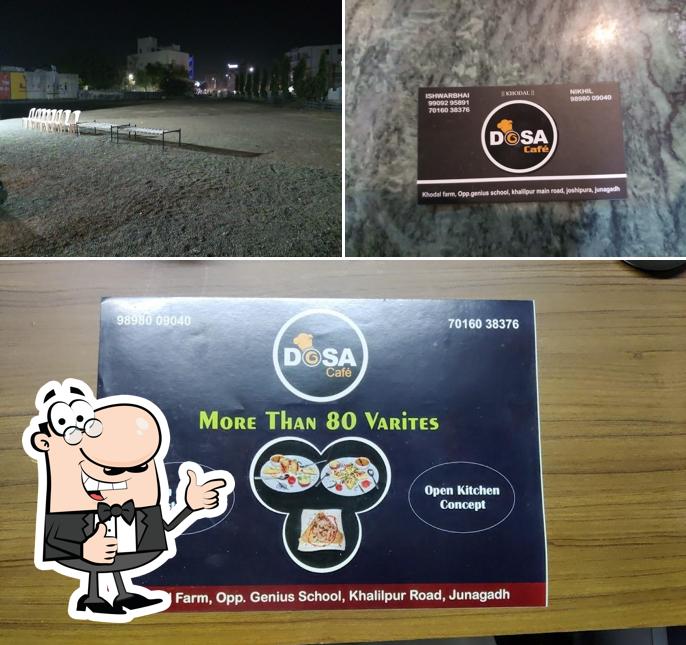 || KHODAL ||
ISHWARBHAI
99092 95891
70160 38376
NIKHIL
98980 09040
DOSA
Café
Khodal farm, Opp.genius school, khalilpur main road, joshipura, junagadh
98980 09040
70160 38376
DOSA
Café
MORE THAN 80 VARITES
Open Kitchen
Concept
Farm, Opp. Genius School, Khalilpur Road, Junagadh